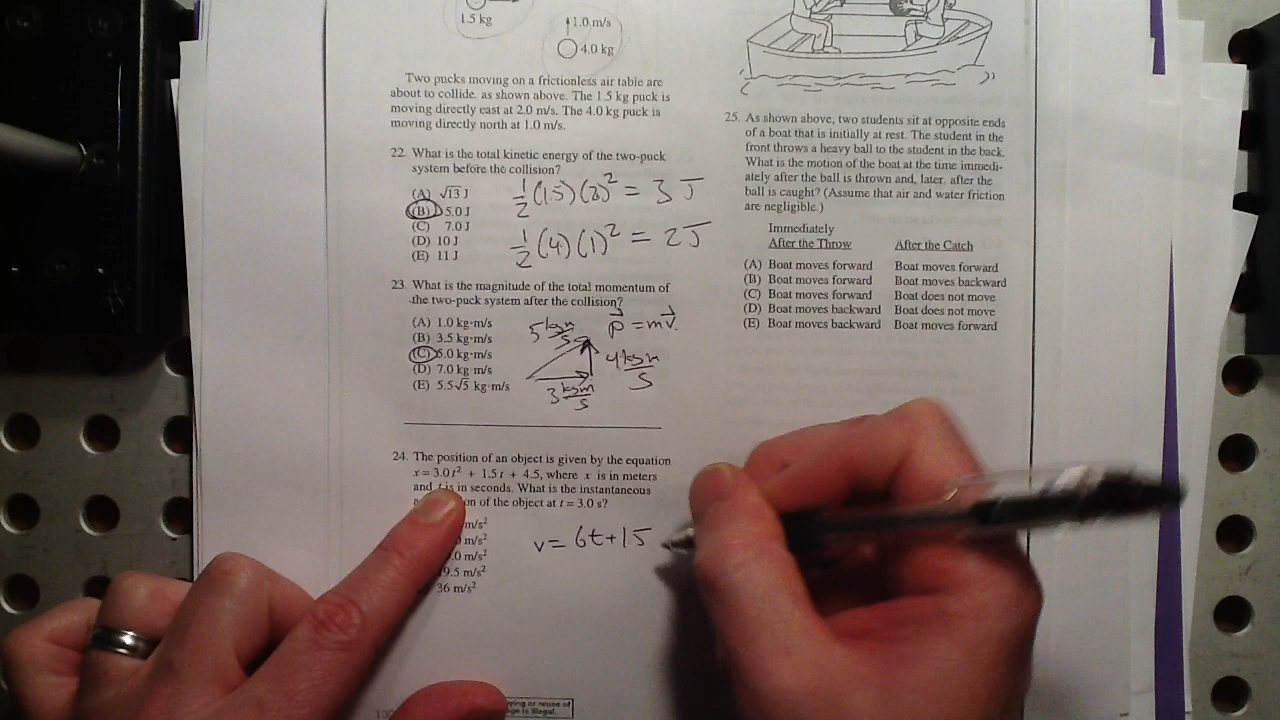 1.5 kg
1.0 m/s
4.0 kg
Two pucks moving on a frictionless air table are
about to collide, as shown above. The 1.5 kg puck is
moving directly east at 2.0 m/s. The 4.0 kg puck is
moving directly north at 1.0 m/s.
22. What is the total kinetic energy of the two-puck
system before the collision?
(A) √13 J
(B) 5.0 J
(C) 7.0 J
(D) 10 J
(E) 11 J
½(1.5)(2)² = 3 J
½(4)(1)² = 2 J
23. What is the magnitude of the total momentum of
the two-puck system after the collision?
(A) 1.0 kg·m/s
(B) 3.5 kg·m/s
(C) 5.0 kg·m/s
(D) 7.0 kg·m/s
(E) 5.5√5 kg·m/s
p⃗ = mv⃗
5 kgm/s
4 kgm/s
3 kgm/s
24. The position of an object is given by the equation
x = 3.0t² + 1.5t + 4.5, where x is in meters
and t is in seconds. What is the instantaneous
of the object at t = 3.0 s?
m/s²
m/s²
m/s²
9.5 m/s²
36 m/s²
v = 6t+1.5
25. As shown above, two students sit at opposite ends
of a boat that is initially at rest. The student in the
front throws a heavy ball to the student in the back.
What is the motion of the boat at the time immedi-
ately after the ball is thrown and, later, after the
ball is caught? (Assume that air and water friction
are negligible.)
Immediately
After the Throw After the Catch
(A) Boat moves forward Boat moves forward
(B) Boat moves forward Boat moves backward
(C) Boat moves forward Boat does not move
(D) Boat moves backward Boat does not move
(E) Boat moves backward Boat moves forward
ying or reuse of
ge is illegal.